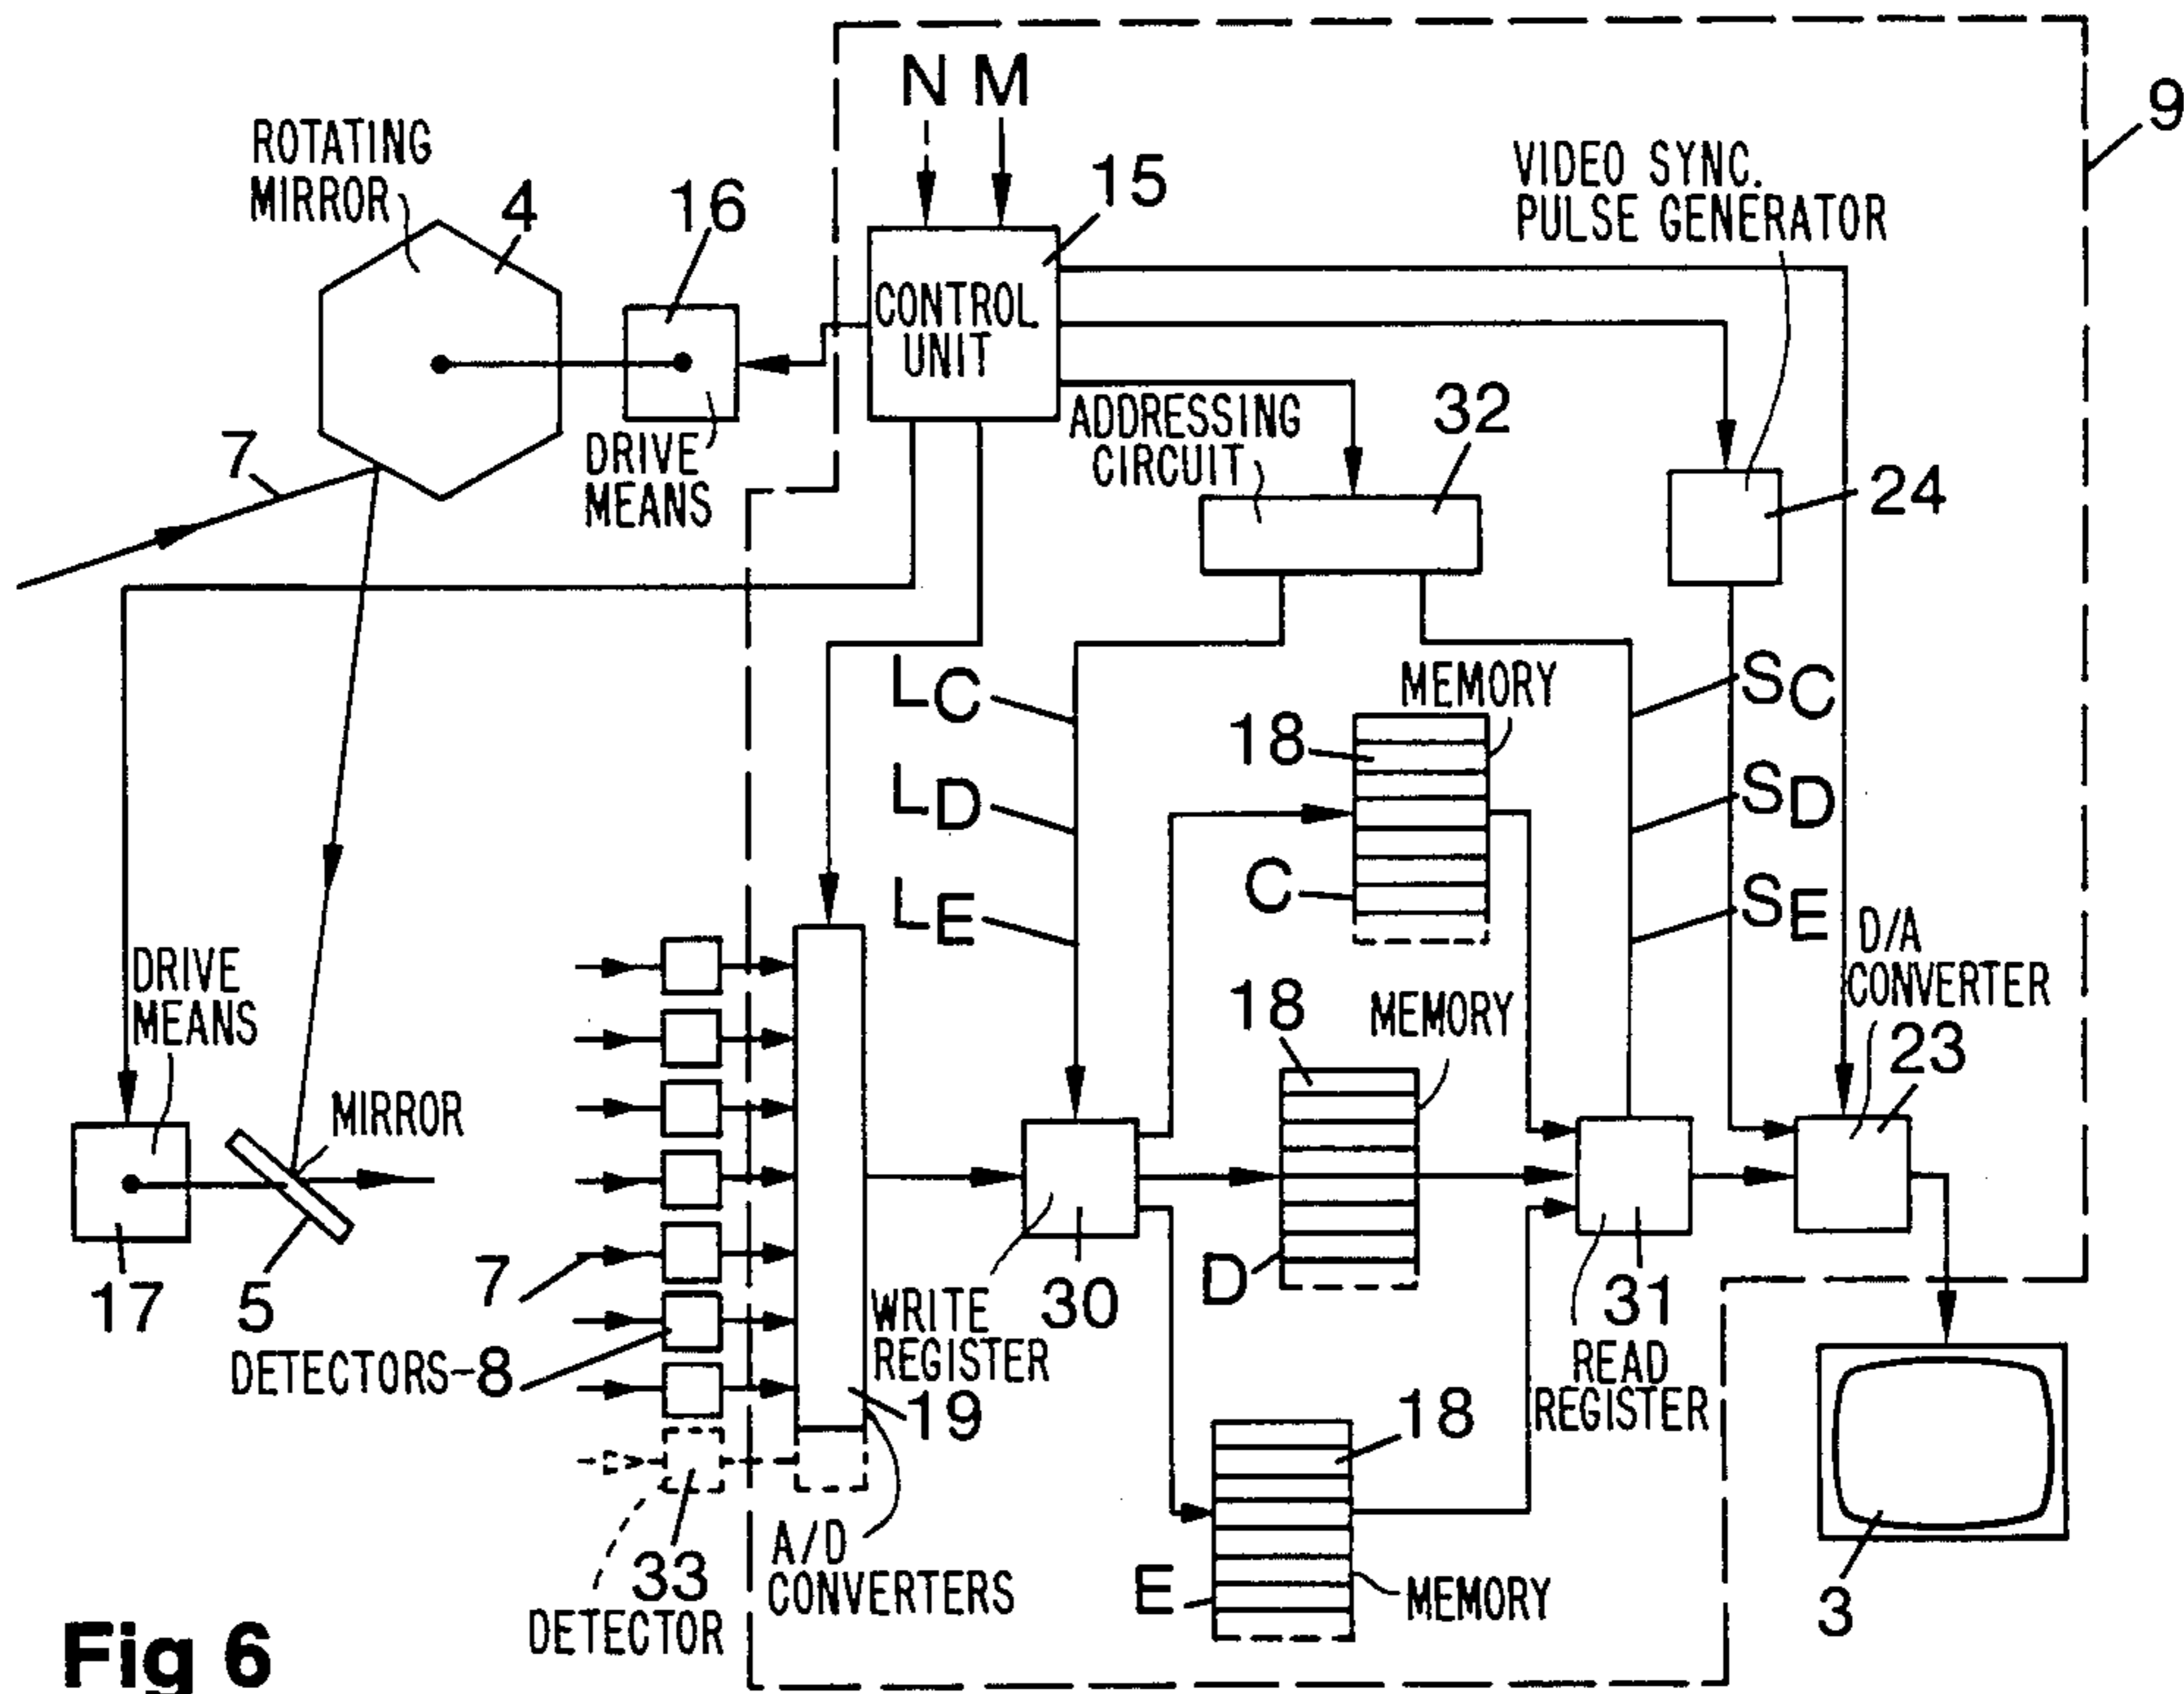 N M
9
ROTATING
MIRROR
4
16
15
VIDEO SYNC.
PULSE GENERATOR
CONTROL
UNIT
7
DRIVE
MEANS
ADDRESSING
CIRCUIT
32
24
LC
LD
LE
MEMORY
18
C
SC
SD
SE
D/A
CONVERTER
23
DRIVE
MEANS
MIRROR
17
5
7
DETECTORS-8
18
MEMORY
D
WRITE
REGISTER
30
19
31
READ
REGISTER
18
E
MEMORY
33
DETECTOR
A/D
CONVERTERS
3
Fig 6